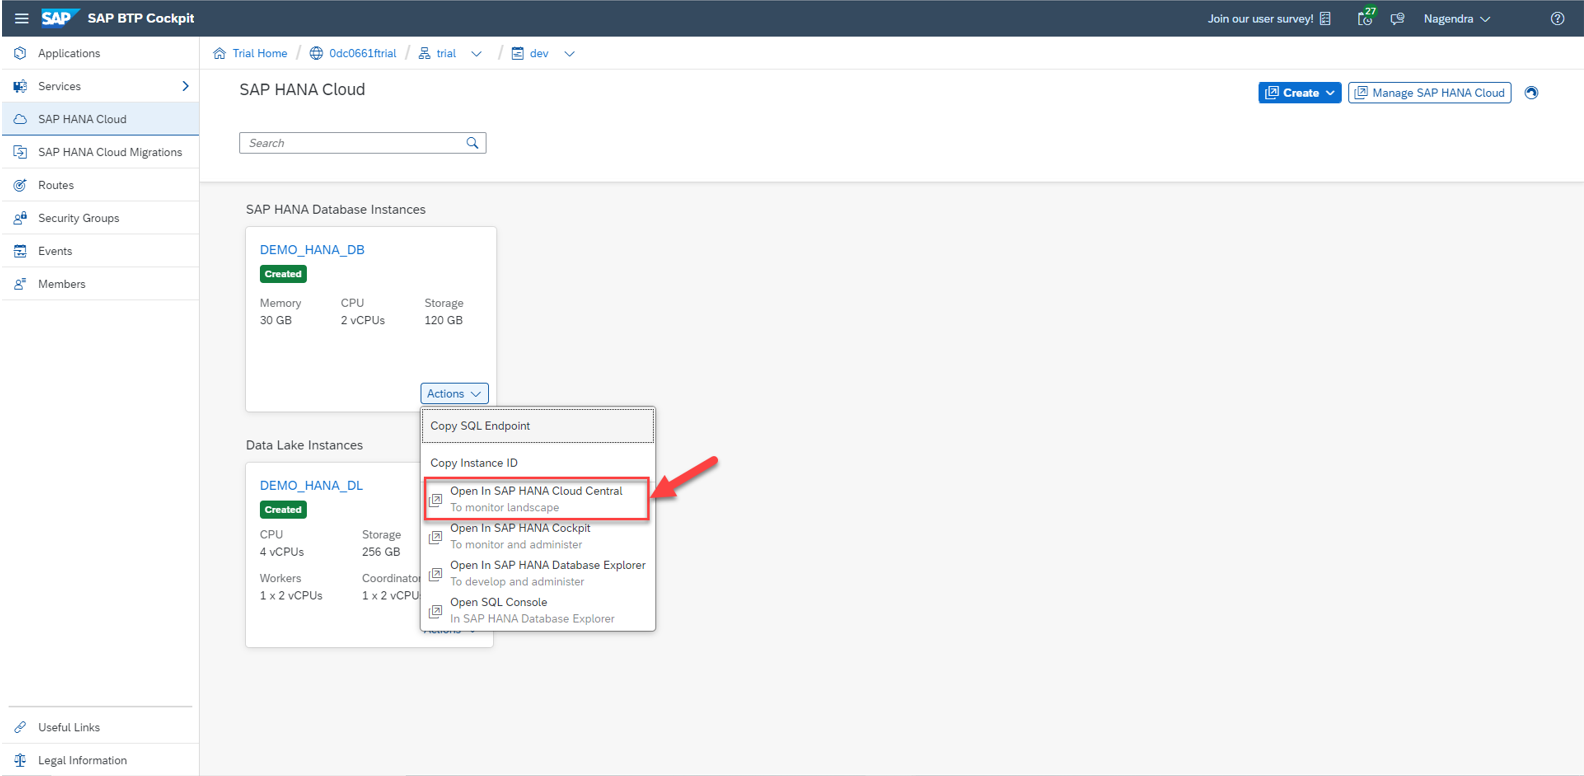 SAP SAP BTP Cockpit
Join our user survey!
27
Nagendra
Applications
Services
SAP HANA Cloud
SAP HANA Cloud Migrations
Routes
Security Groups
Events
Members
Useful Links
Legal Information
Trial Home / 0dc0661ftrial / trial / dev
SAP HANA Cloud
Create
Manage SAP HANA Cloud
Search
SAP HANA Database Instances
DEMO_HANA_DB
Created
Memory CPU Storage
30 GB 2 vCPUs 120 GB
Actions
Copy SQL Endpoint
Copy Instance ID
Open In SAP HANA Cloud Central
To monitor landscape
Open In SAP HANA Cockpit
To monitor and administer
Open In SAP HANA Database Explorer
To develop and administer
Open SQL Console
In SAP HANA Database Explorer
Data Lake Instances
DEMO_HANA_DL
Created
CPU Storage
4 vCPUs 256 GB
Workers Coordinator
1 x 2 vCPUs 1 x 2 vCPU
Actions